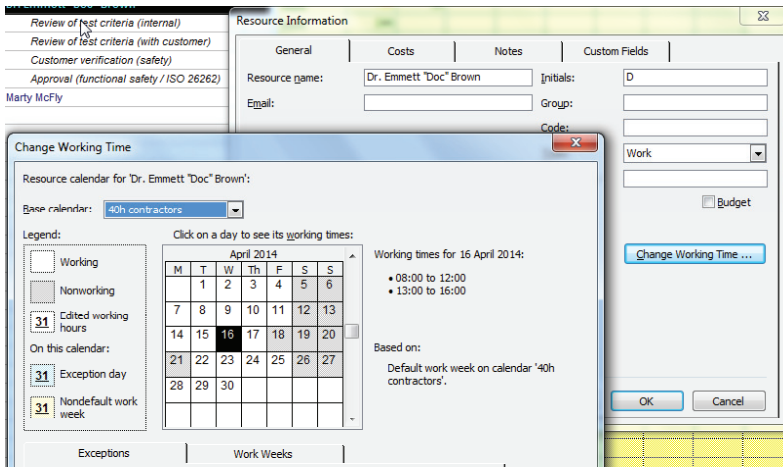 Dr. Emmett "Doc" Brown
Review of test criteria (internal)
Review of test criteria (with customer)
Customer verification (safety)
Approval (functional safety / ISO 26262)
Marty McFly
Resource Information
General Costs Notes Custom Fields
Resource name: Dr. Emmett "Doc" Brown Initials: D
Email: Group:
Code:
Work
Budget
Change Working Time ...
OK Cancel
Change Working Time
Resource calendar for 'Dr. Emmett "Doc" Brown':
Base calendar: 40h contractors
Legend:
Working
Nonworking
31 Edited working
hours
On this calendar:
31 Exception day
31 Nondefault work
week
Click on a day to see its working times:
April 2014
M T W Th F S S
1 2 3 4 5 6
7 8 9 10 11 12 13
14 15 16 17 18 19 20
21 22 23 24 25 26 27
28 29 30
Working times for 16 April 2014:
• 08:00 to 12:00
• 13:00 to 16:00
Based on:
Default work week on calendar '40h
contractors'.
Exceptions Work Weeks